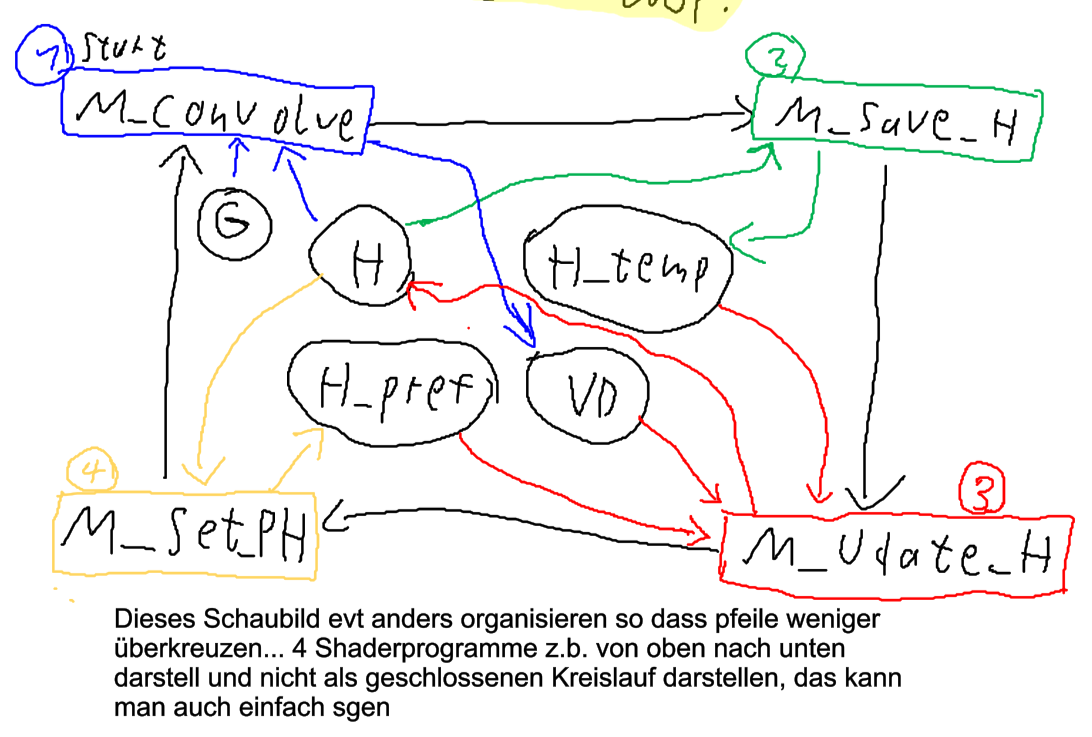 1 Start
M_Convolve
2
M_Save_H
G
H
H_temp
H_pref
VD
4
3
M_Set_PH
M_Udate_H
Dieses Schaubild evt anders organisieren so dass pfeile weniger
überkreuzen... 4 Shaderprogramme z.b. von oben nach unten
darstell und nicht als geschlossenen Kreislauf darstellen, das kann
man auch einfach sgen